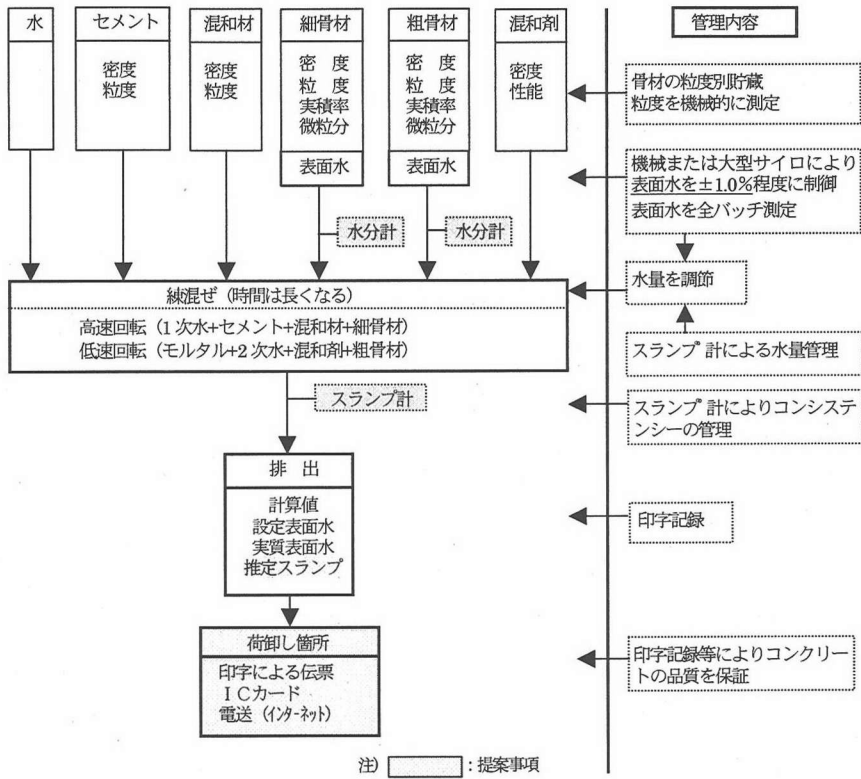 水
セメント
密度
粒度
混和材
密度
粒度
細骨材
密 度
粒 度
実積率
微粒分
表面水
粗骨材
密 度
粒 度
実積率
微粒分
表面水
混和剤
密度
性能
水分計
水分計
練混ぜ（時間は長くなる）
高速回転（1次水+セメント+混和材+細骨材）
低速回転（モルタル+2次水+混和剤+粗骨材）
スランプ計
排 出
計算値
設定表面水
実質表面水
推定スランプ
荷卸し箇所
印字による伝票
ICカード
電送（インターネット）
注） ：提案事項
管理内容
骨材の粒度別貯蔵
粒度を機械的に測定
機械または大型サイロにより
表面水を±1.0%程度に制御
表面水を全バッチ測定
水量を調節
スランプ計による水量管理
スランプ計によりコンシステ
ンシーの管理
印字記録
印字記録等によりコンクリー
トの品質を保証